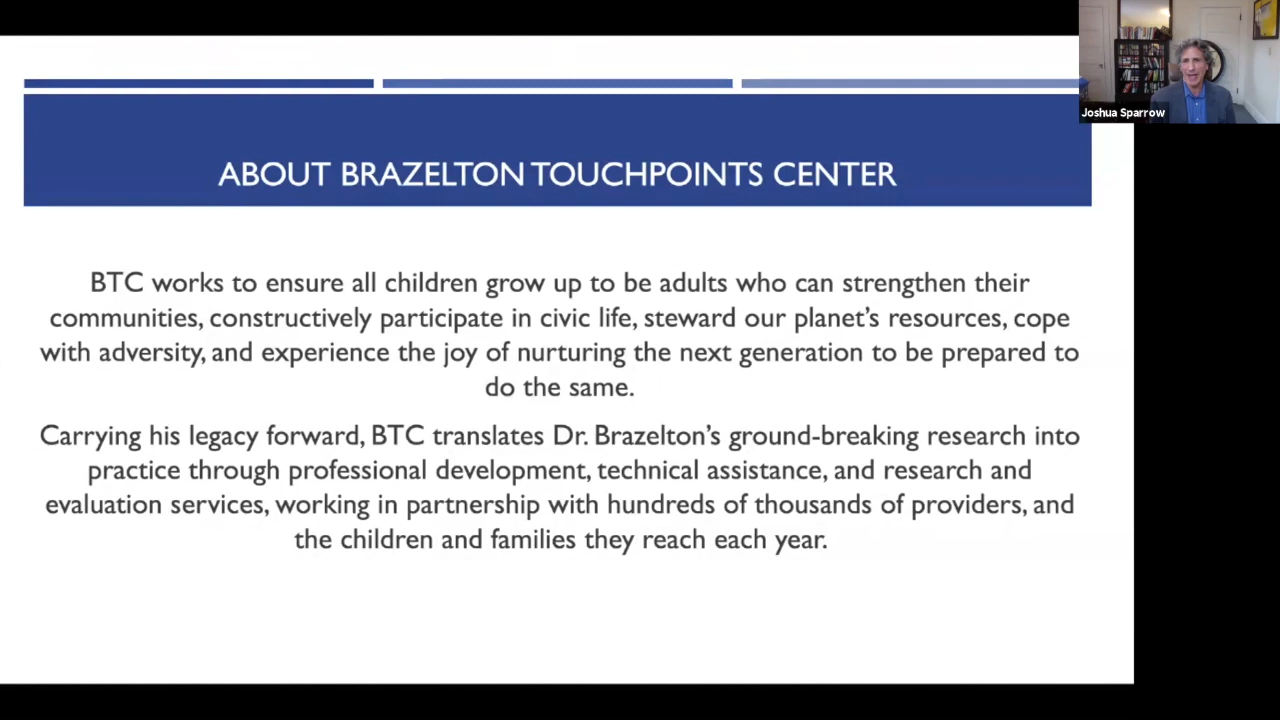 Joshua Sparrow
ABOUT BRAZELTON TOUCHPOINTS CENTER
BTC works to ensure all children grow up to be adults who can strengthen their
communities, constructively participate in civic life, steward our planet's resources, cope
with adversity, and experience the joy of nurturing the next generation to be prepared to
do the same.
Carrying his legacy forward, BTC translates Dr. Brazelton's ground-breaking research into
practice through professional development, technical assistance, and research and
evaluation services, working in partnership with hundreds of thousands of providers, and
the children and families they reach each year.